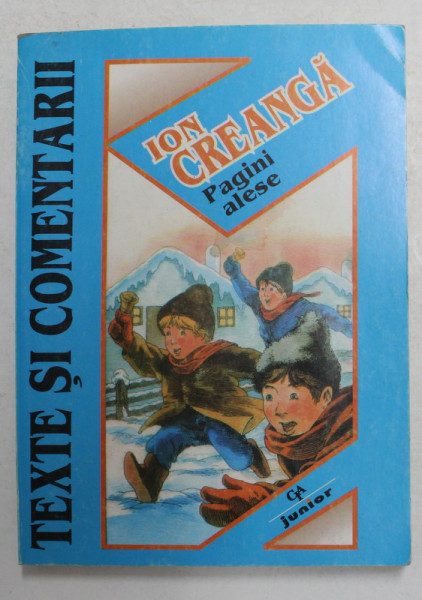 TEXTE ȘI COMENTARII
ION
CREANGĂ
Pagini
alese
junior